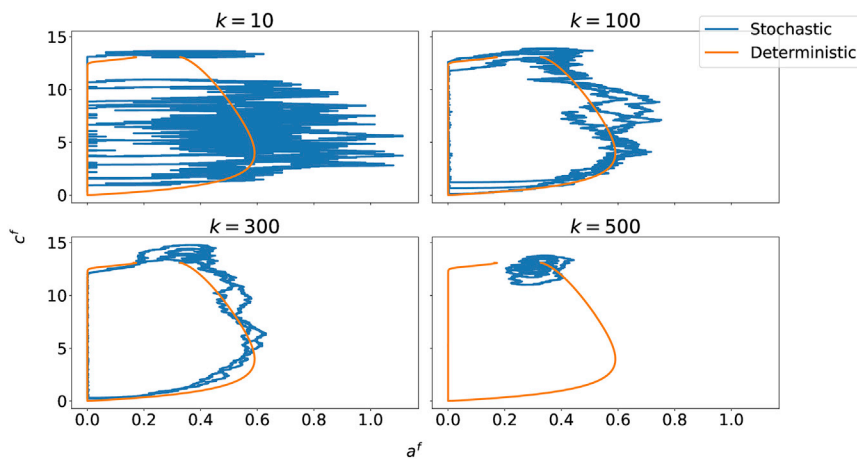 k = 10
k = 100
Stochastic
Deterministic
15
10
5
0
k = 300
k = 500
15
10
5
0
0.0 0.2 0.4 0.6 0.8 1.0
0.0 0.2 0.4 0.6 0.8 1.0
c^f
a^f